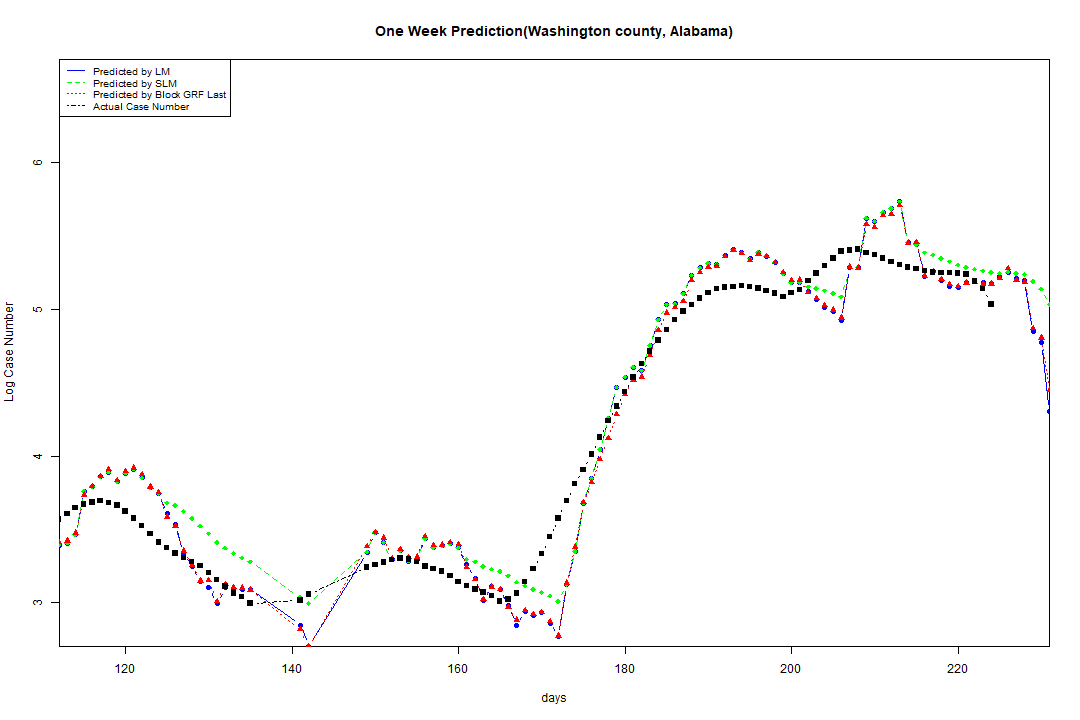 One Week Prediction(Washington county, Alabama)
Predicted by LM
Predicted by SLM
Predicted by Block GRF Last
Actual Case Number
6
5
4
3
Log Case Number
120 140 160 180 200 220
days